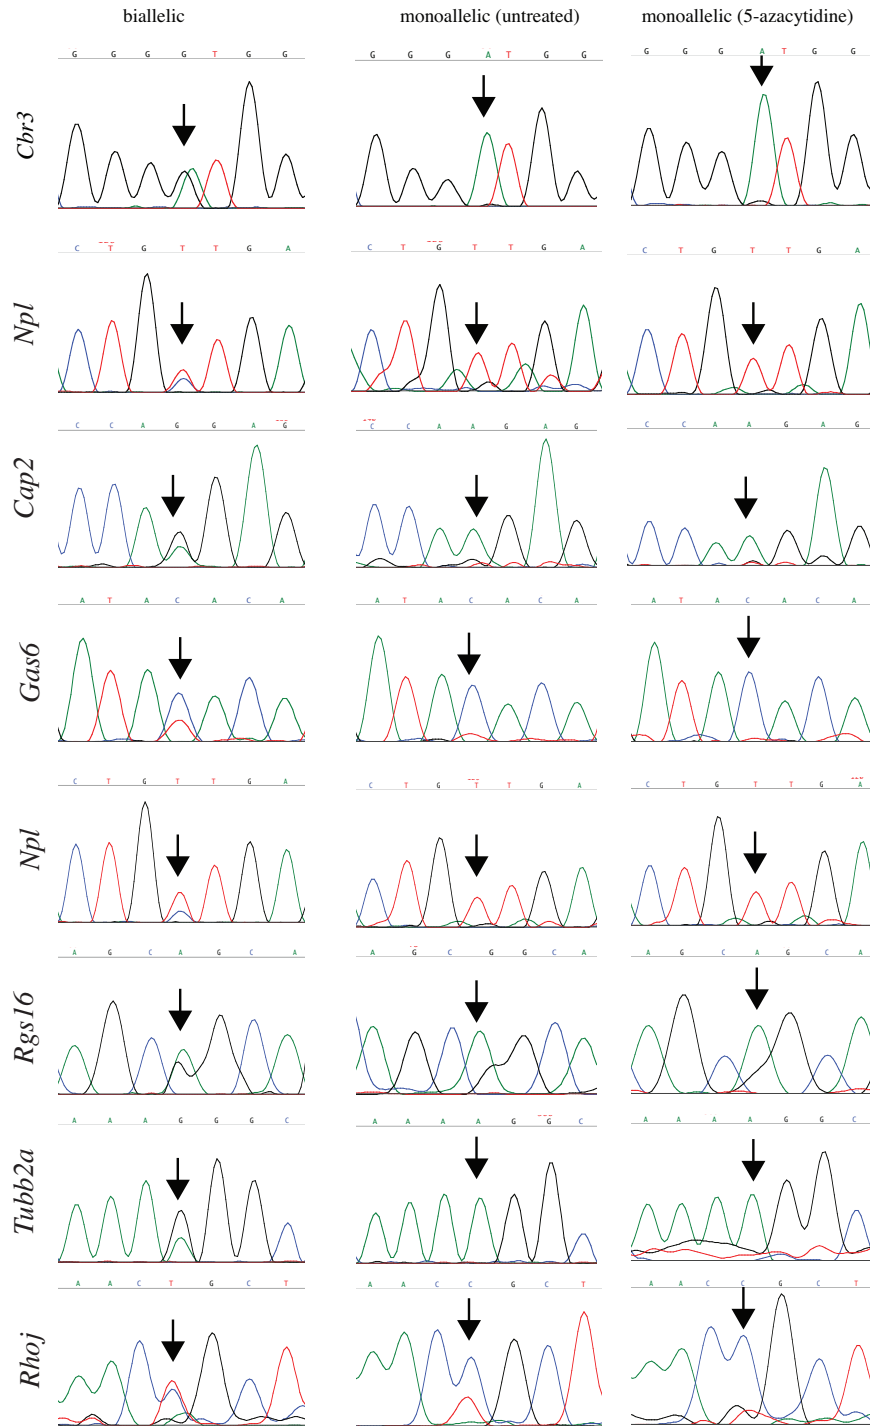 biallelic monoallelic (untreated) monoallelic (5-azacytidine)
Cbr3
G G G G T G G
G G G A T G G
G G G A T G G
Npl
C T G T T G A
C T G T T G A
C T G T T G A
Cap2
C C A G G A G
C C A A G A G
C C A A G A G
Gas6
A T A C A C A
A T A C A C A
A T A C A C A
Npl
C T G T T G A
C T G T T G A
C T G T T G A
Rgs16
A G C A G C A
A G C G G C A
A G C A G C A
Tubb2a
A A A G G G C
A A A A G G C
A A A A G G C
Rhoj
A A C T G C T
A A C C G C T
A A C C G C T